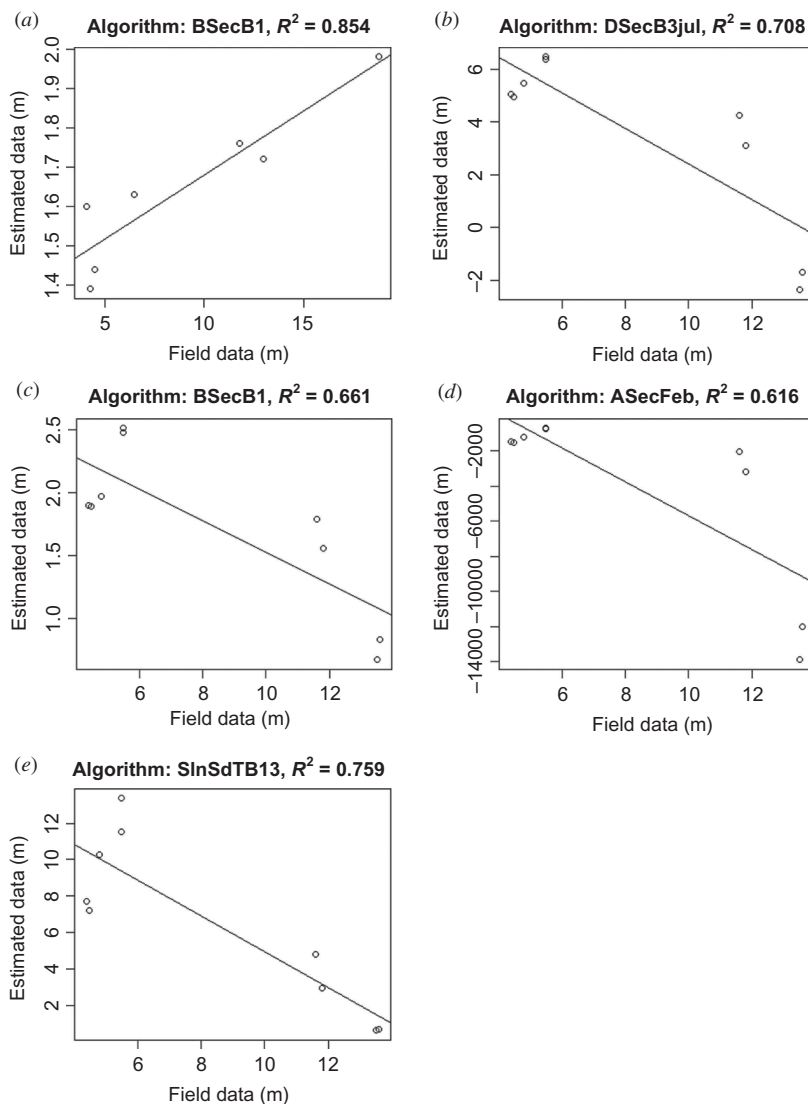 (a) Algorithm: BSecB1, R² = 0.854
Estimated data (m)
2.0
1.9
1.8
1.7
1.6
1.5
1.4
5 10 15
Field data (m)
(b) Algorithm: DSecB3jul, R² = 0.708
Estimated data (m)
6
4
2
0
−2
6 8 10 12
Field data (m)
(c) Algorithm: BSecB1, R² = 0.661
Estimated data (m)
2.5
2.0
1.5
1.0
6 8 10 12
Field data (m)
(d) Algorithm: ASecFeb, R² = 0.616
Estimated data (m)
−2000
−6000
−10000
−14000
6 8 10 12
Field data (m)
(e) Algorithm: SlnSdTB13, R² = 0.759
Estimated data (m)
12
10
8
6
4
2
6 8 10 12
Field data (m)